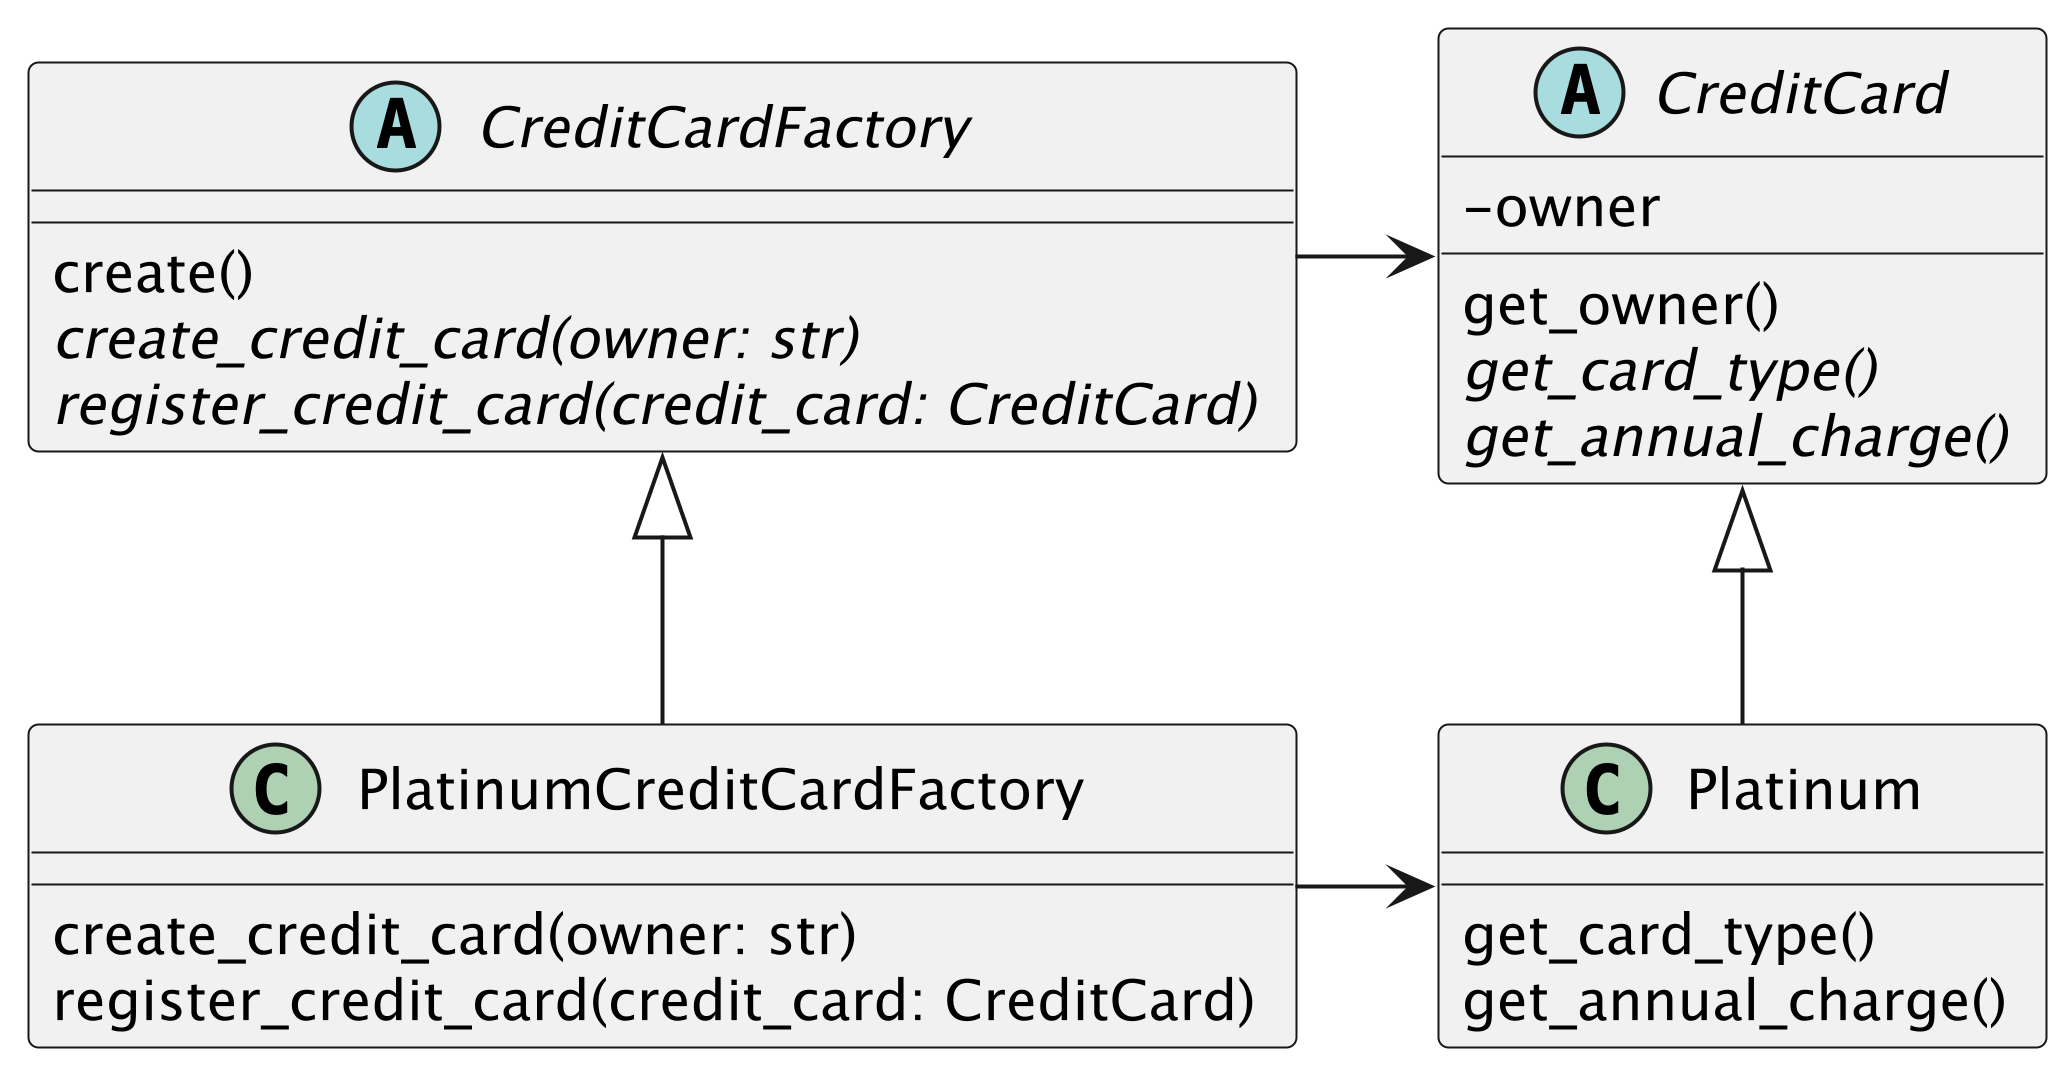 A CreditCardFactory
create()
create_credit_card(owner: str)
register_credit_card(credit_card: CreditCard)
A CreditCard
-owner
get_owner()
get_card_type()
get_annual_charge()
C PlatinumCreditCardFactory
create_credit_card(owner: str)
register_credit_card(credit_card: CreditCard)
C Platinum
get_card_type()
get_annual_charge()